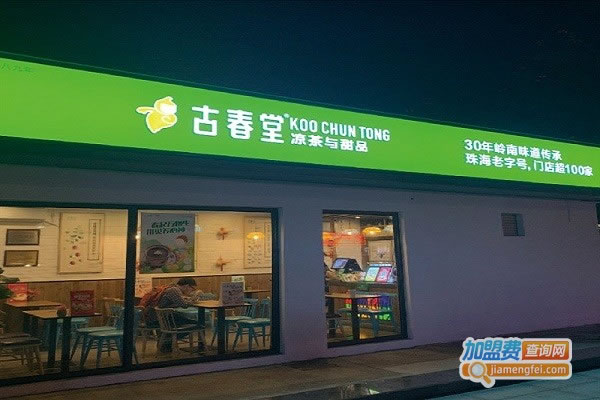 古春堂
KOO CHUN TONG
凉茶与甜品
30年岭南味道传承
珠海老字号,门店超100家
加盟费查询网
jiamengfei.com